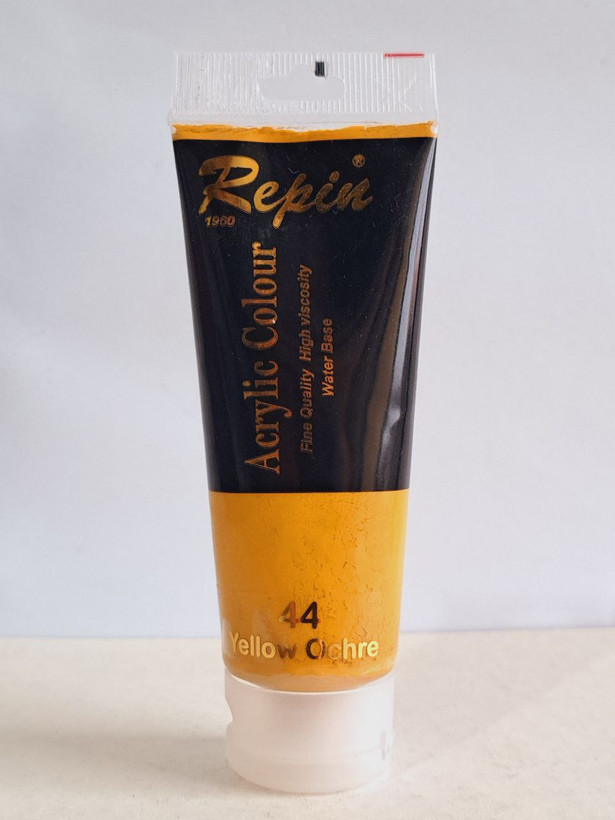 Repin®
1960
Acrylic Colour
Fine Quality High viscosity
Water Base
44
Yellow Ochre